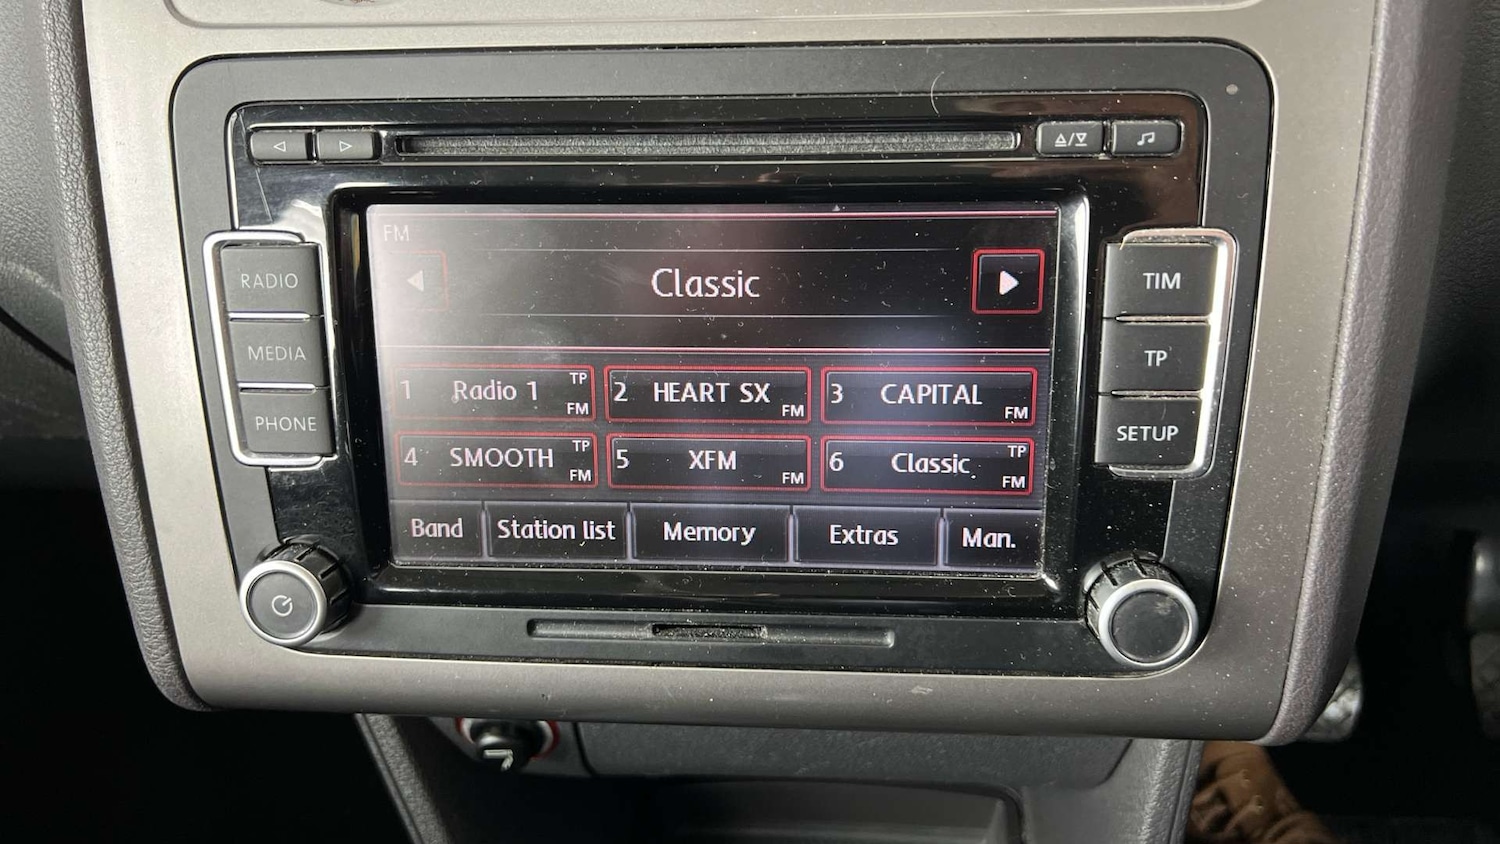 FM
Classic
RADIO
MEDIA
PHONE
TIM
TP
SETUP
1 Radio 1 TP FM
2 HEART SX FM
3 CAPITAL FM
4 SMOOTH TP FM
5 XFM FM
6 Classic TP FM
Band
Station list
Memory
Extras
Man.